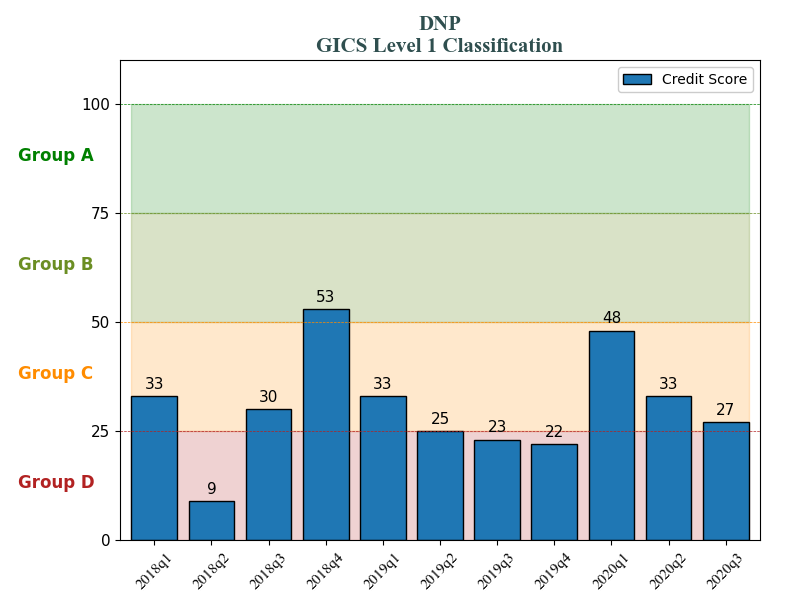 DNP
GICS Level 1 Classification
Credit Score
100
Group A
75
Group B
50
Group C
25
Group D
0
33
9
30
53
33
25
23
22
48
33
27
2018q1
2018q2
2018q3
2018q4
2019q1
2019q2
2019q3
2019q4
2020q1
2020q2
2020q3